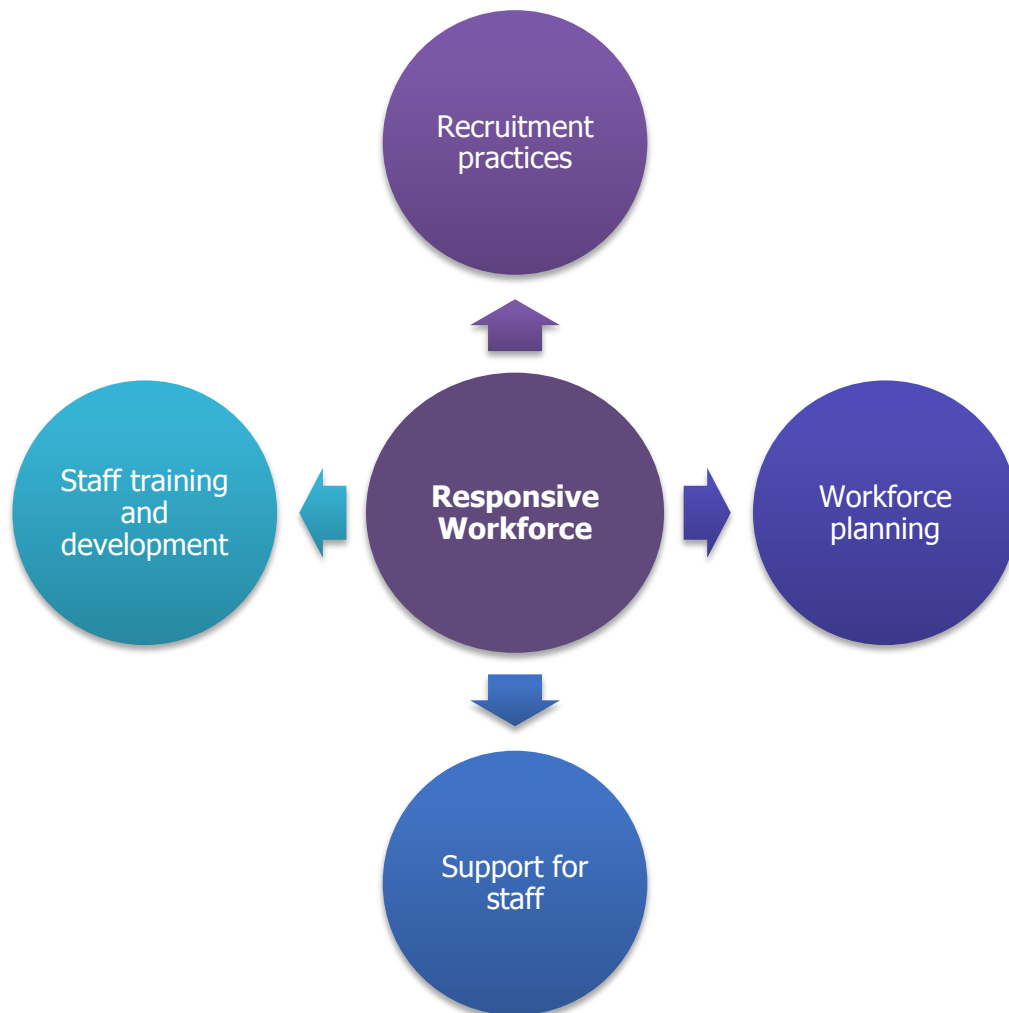 Recruitment
practices
Staff training
and
development
Responsive
Workforce
Workforce
planning
Support for
staff